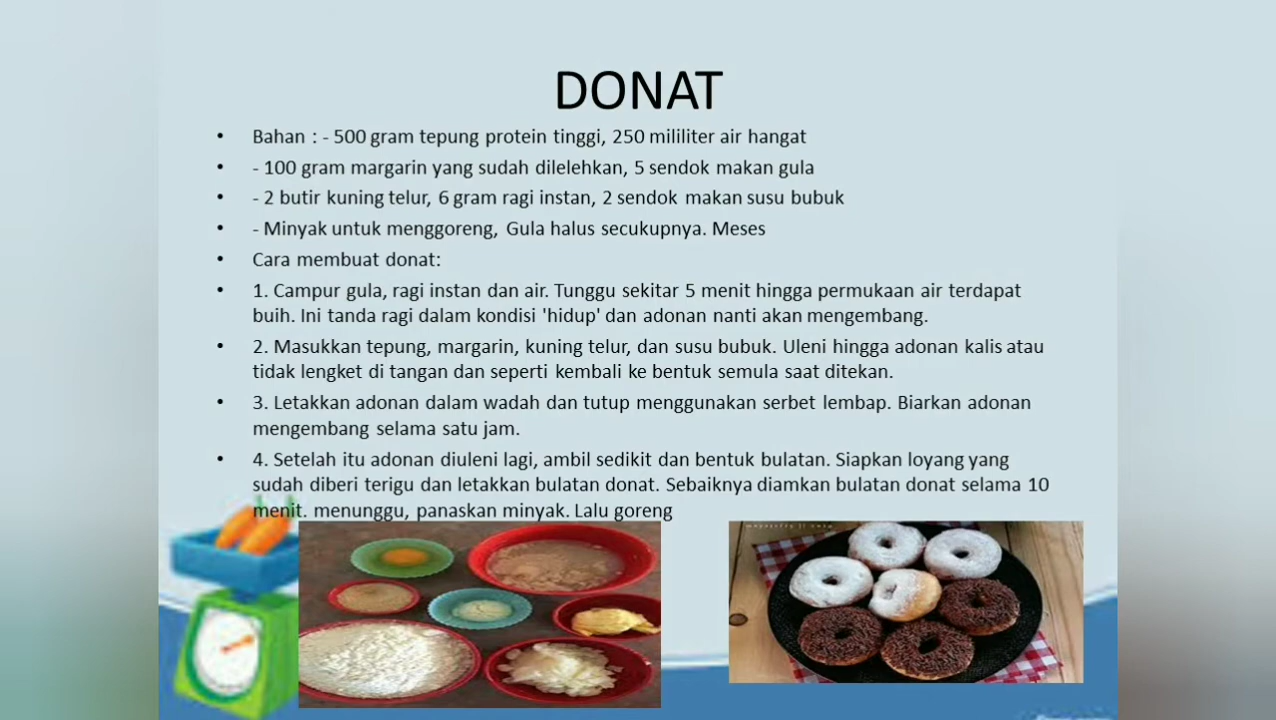 DONAT
• Bahan : - 500 gram tepung protein tinggi, 250 mililiter air hangat
• - 100 gram margarin yang sudah dilelehkan, 5 sendok makan gula
• - 2 butir kuning telur, 6 gram ragi instan, 2 sendok makan susu bubuk
• - Minyak untuk menggoreng, Gula halus secukupnya. Meses
• Cara membuat donat:
• 1. Campur gula, ragi instan dan air. Tunggu sekitar 5 menit hingga permukaan air terdapat
buih. Ini tanda ragi dalam kondisi 'hidup' dan adonan nanti akan mengembang.
• 2. Masukkan tepung, margarin, kuning telur, dan susu bubuk. Uleni hingga adonan kalis atau
tidak lengket di tangan dan seperti kembali ke bentuk semula saat ditekan.
• 3. Letakkan adonan dalam wadah dan tutup menggunakan serbet lembap. Biarkan adonan
mengembang selama satu jam.
• 4. Setelah itu adonan diuleni lagi, ambil sedikit dan bentuk bulatan. Siapkan loyang yang
sudah diberi terigu dan letakkan bulatan donat. Sebaiknya diamkan bulatan donat selama 10
menit. menunggu, panaskan minyak. Lalu goreng